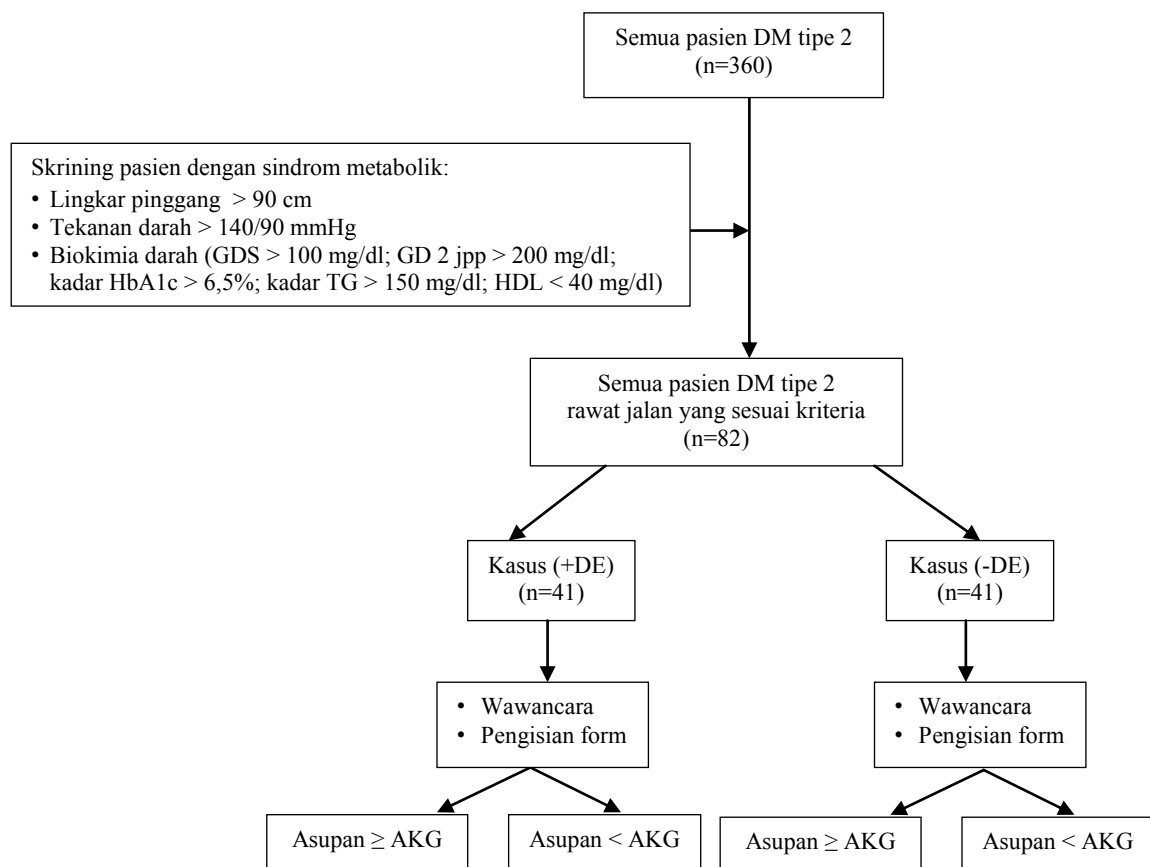 Semua pasien DM tipe 2
(n=360)
Skrining pasien dengan sindrom metabolik:
• Lingkar pinggang > 90 cm
• Tekanan darah > 140/90 mmHg
• Biokimia darah (GDS > 100 mg/dl; GD 2 jpp > 200 mg/dl;
kadar HbA1c > 6,5%; kadar TG > 150 mg/dl; HDL < 40 mg/dl)
Semua pasien DM tipe 2
rawat jalan yang sesuai kriteria
(n=82)
Kasus (+DE)
(n=41)
Kasus (-DE)
(n=41)
• Wawancara
• Pengisian form
• Wawancara
• Pengisian form
Asupan ≥ AKG
Asupan < AKG
Asupan ≥ AKG
Asupan < AKG